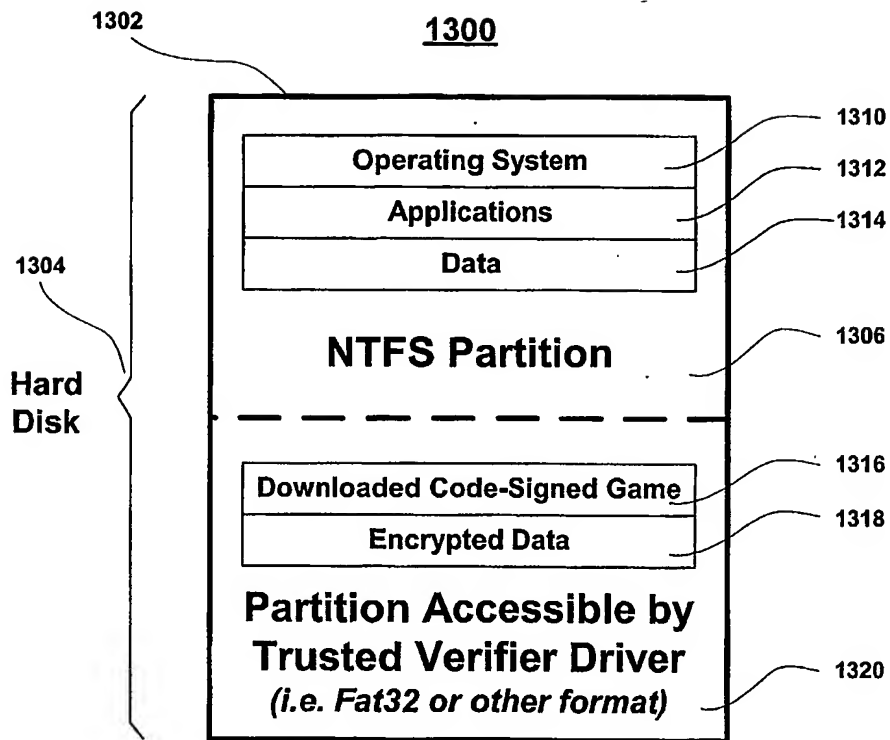 1302
1300
1310
Operating System
1312
Applications
1314
Data
1304
1306
NTFS Partition
Hard
Disk
1316
Downloaded Code-Signed Game
1318
Encrypted Data
Partition Accessible by
Trusted Verifier Driver
1320
(i.e. Fat32 or other format)